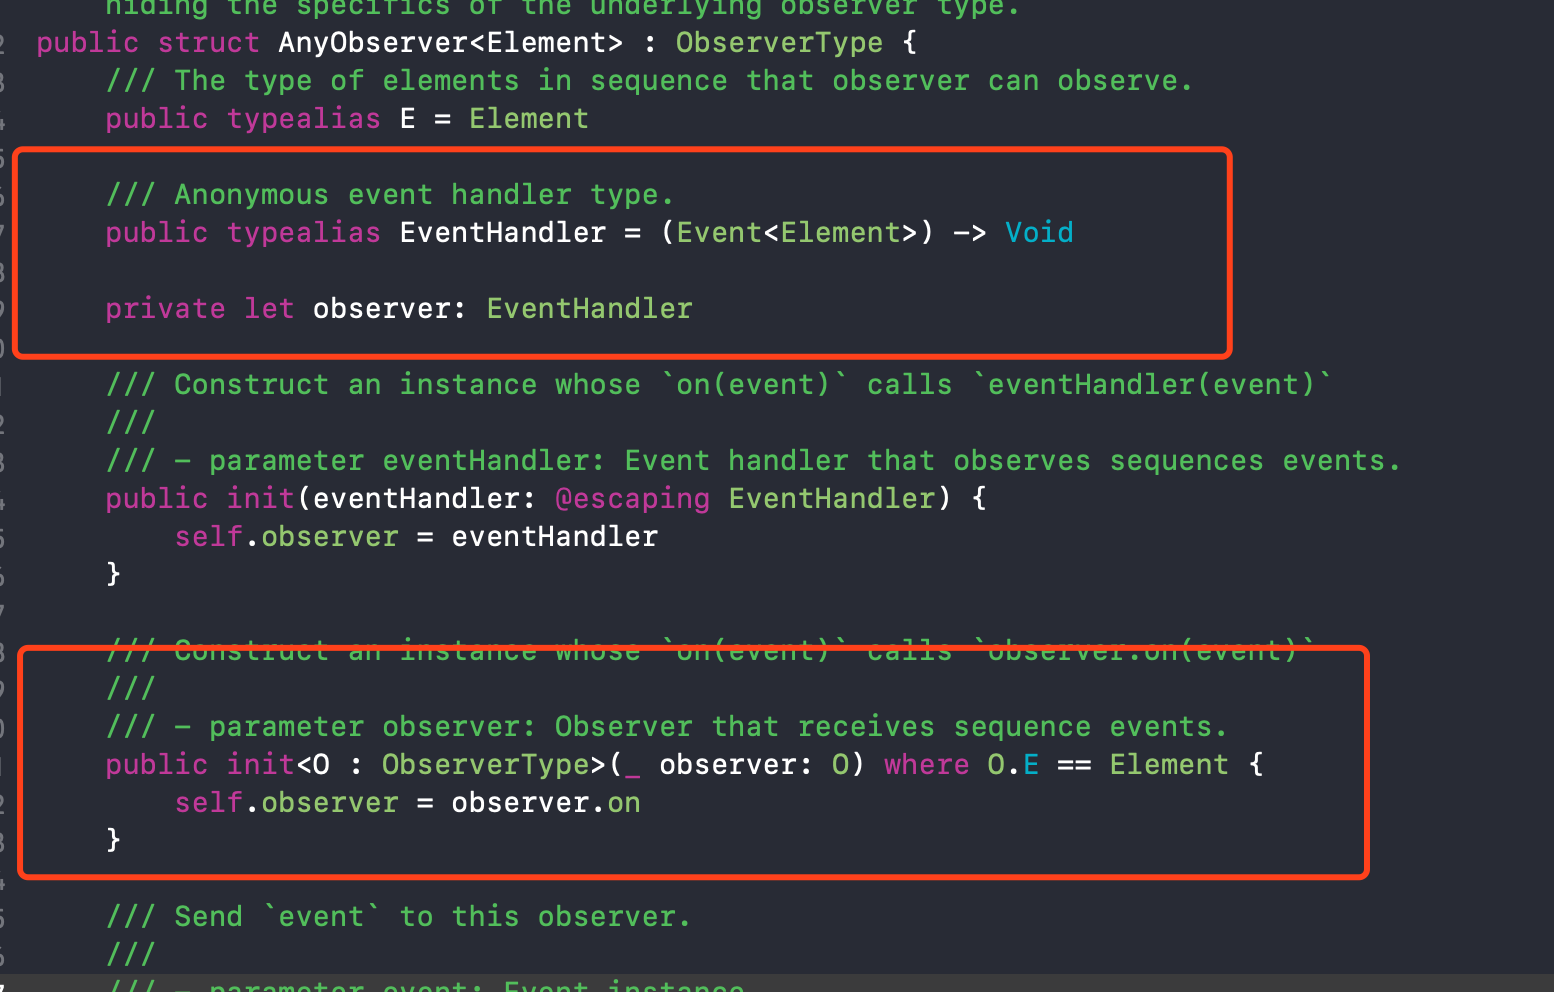 hiding the specifics of the underlying observer type.
public struct AnyObserver<Element> : ObserverType {
/// The type of elements in sequence that observer can observe.
public typealias E = Element
/// Anonymous event handler type.
public typealias EventHandler = (Event<Element>) -> Void
private let observer: EventHandler
/// Construct an instance whose `on(event)` calls `eventHandler(event)`
///
/// - parameter eventHandler: Event handler that observes sequences events.
public init(eventHandler: @escaping EventHandler) {
self.observer = eventHandler
}
/// Construct an instance whose `on(event)` calls `observer.on(event)`
///
/// - parameter observer: Observer that receives sequence events.
public init<O : ObserverType>(_ observer: O) where O.E == Element {
self.observer = observer.on
}
/// Send `event` to this observer.
///
/// - parameter event: Event instance